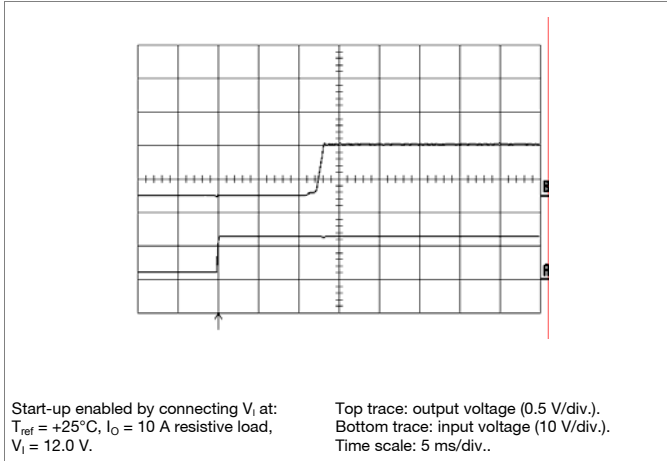 B
A
Start-up enabled by connecting VI at:
Tref = +25°C, IO = 10 A resistive load,
VI = 12.0 V.
Top trace: output voltage (0.5 V/div.).
Bottom trace: input voltage (10 V/div.).
Time scale: 5 ms/div..